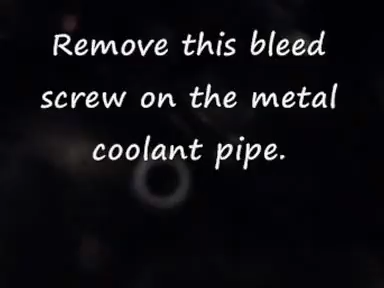 Remove this bleed
screw on the metal
coolant pipe.